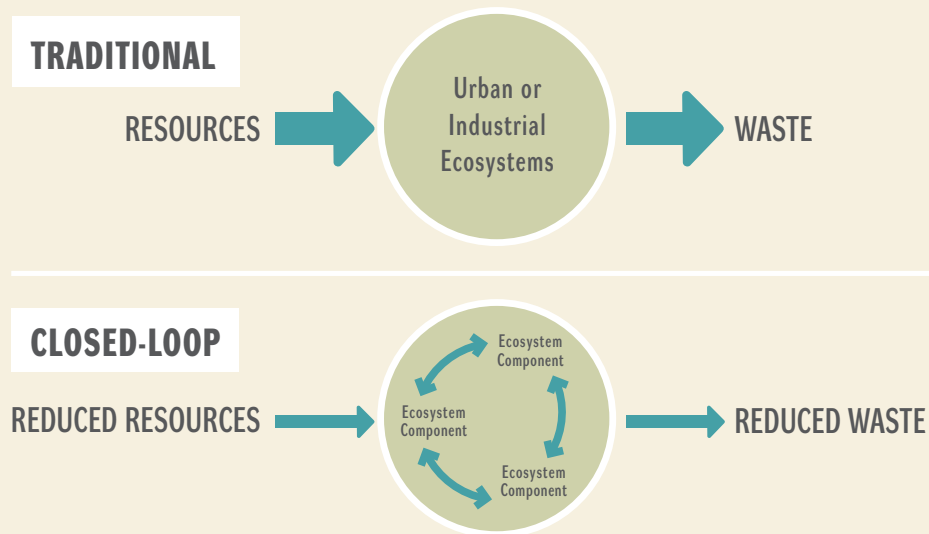 TRADITIONAL
RESOURCES
Urban or
Industrial
Ecosystems
WASTE
CLOSED-LOOP
REDUCED RESOURCES
Ecosystem
Component
Ecosystem
Component
Ecosystem
Component
REDUCED WASTE